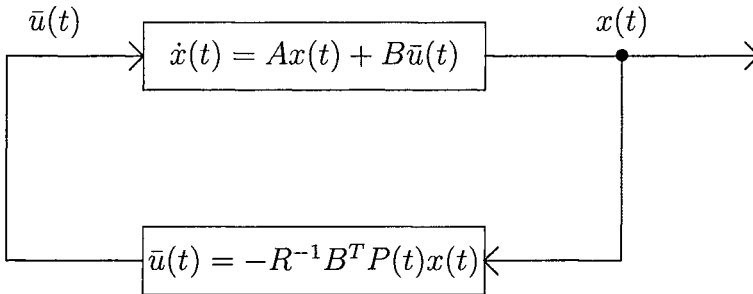 ū(t)
x(t)
ẋ(t) = Ax(t) + Bū(t)
ū(t) = −R⁻¹BᵀP(t)x(t)